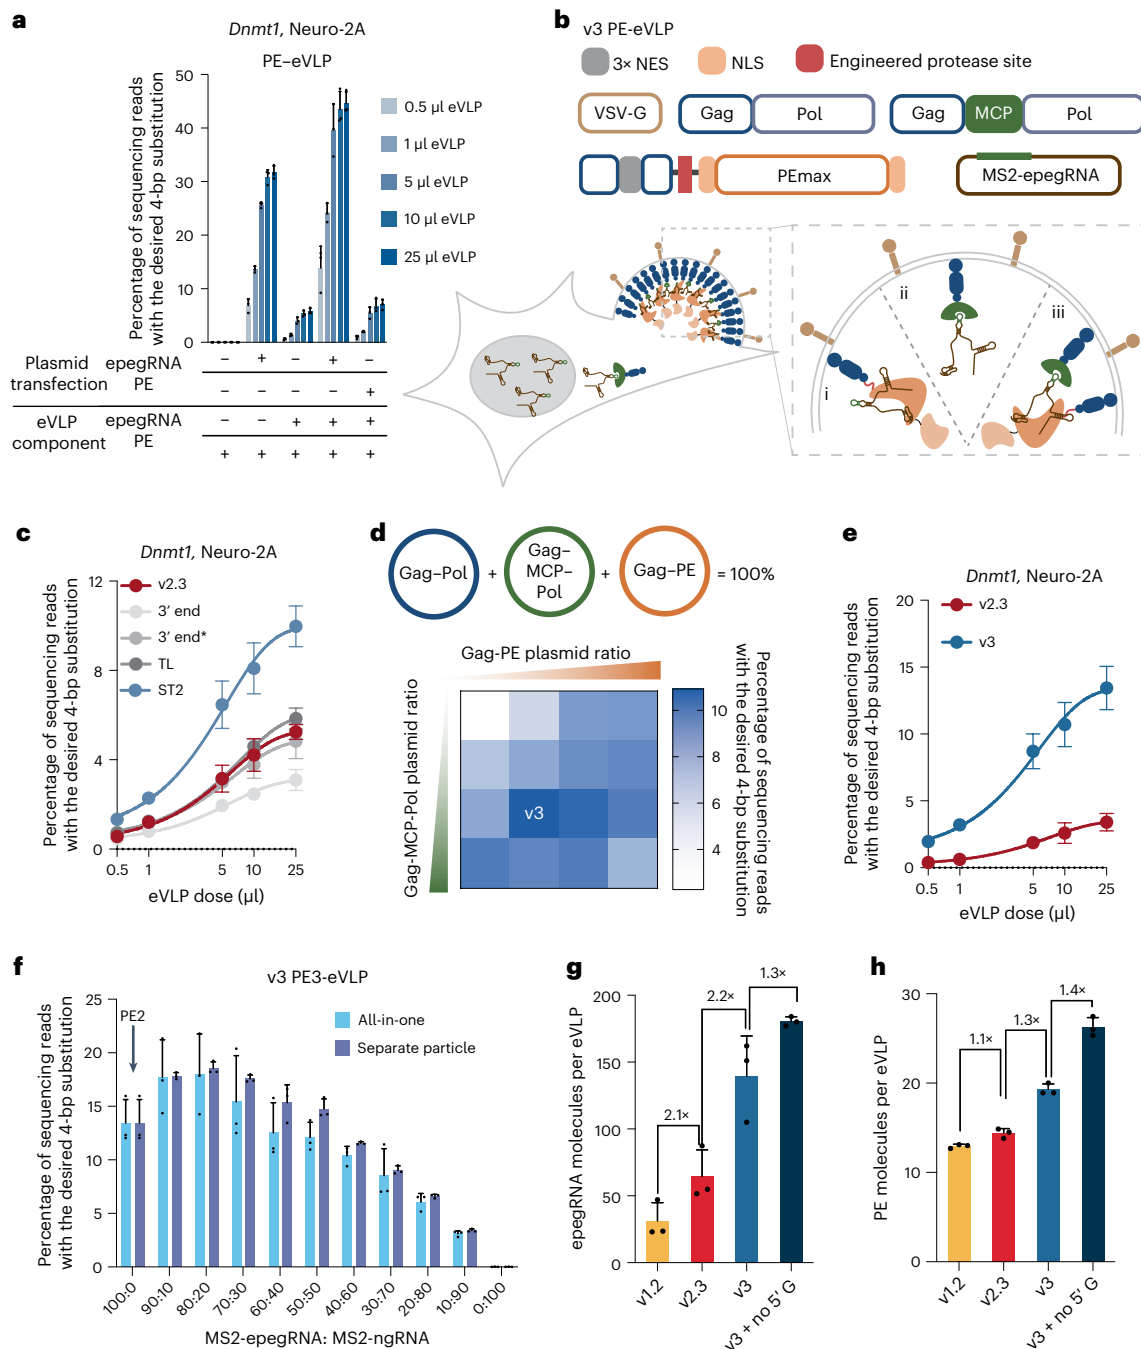 a
Dnmt1, Neuro-2A
PE–eVLP
Percentage of sequencing reads
with the desired 4-bp substitution
50
40
30
20
10
0
0.5 µl eVLP
1 µl eVLP
5 µl eVLP
10 µl eVLP
25 µl eVLP
Plasmid
transfection
epegRNA
– + – + –
PE
– – – – +
eVLP
component
epegRNA
– – + + +
PE
+ + + + +
b
v3 PE-eVLP
3× NES
NLS
Engineered protease site
VSV-G
Gag
Pol
Gag
MCP
Pol
PEmax
MS2-epegRNA
i
ii
iii
c
Dnmt1, Neuro-2A
Percentage of sequencing reads
with the desired 4-bp substitution
12
8
4
0
v2.3
3′ end
3′ end*
TL
ST2
0.5 1 5 10 25
eVLP dose (µl)
d
Gag–Pol
+
Gag–
MCP–
Pol
+
Gag–PE
= 100%
Gag-PE plasmid ratio
Gag-MCP-Pol plasmid ratio
v3
10
8
6
4
Percentage of sequencing reads
with the desired 4-bp substitution
e
Dnmt1, Neuro-2A
Percentage of sequencing reads
with the desired 4-bp substitution
20
15
10
5
0
v2.3
v3
0.5 1 5 10 25
eVLP dose (µl)
f
v3 PE3-eVLP
Percentage of sequencing reads
with the desired 4-bp substitution
25
20
15
10
5
0
PE2
All-in-one
Separate particle
100:0 90:10 80:20 70:30 60:40 50:50 40:60 30:70 20:80 10:90 0:100
MS2-epegRNA: MS2-ngRNA
g
epegRNA molecules per eVLP
200
150
100
50
0
2.1×
2.2×
1.3×
v1.2 v2.3 v3 v3 + no 5′ G
h
PE molecules per eVLP
30
20
10
0
1.1×
1.3×
1.4×
v1.2 v2.3 v3 v3 + no 5′ G